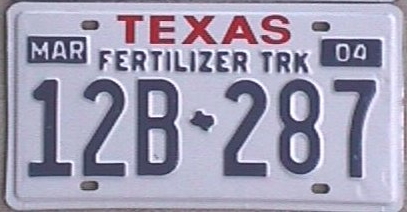 TEXAS
MAR FERTILIZER TRK 04
12B 287